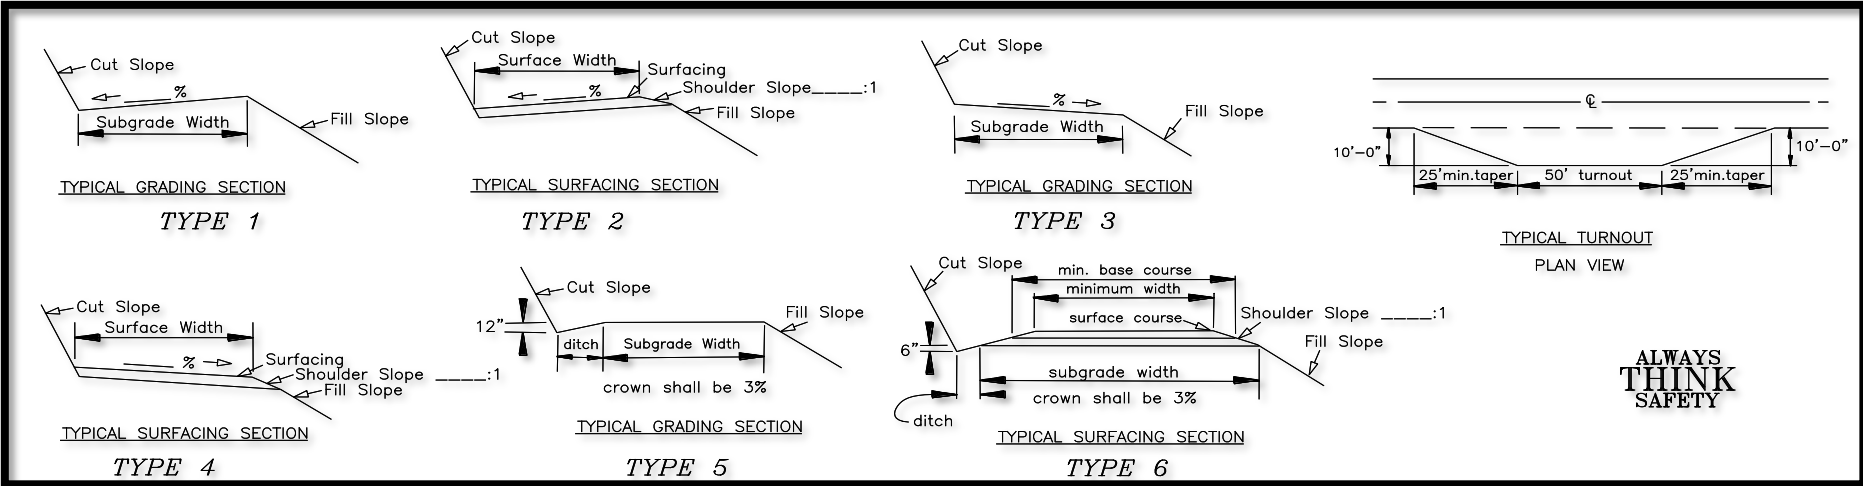 Cut Slope
%
Subgrade Width
Fill Slope
TYPICAL GRADING SECTION
TYPE 1
Cut Slope
Surface Width
Surfacing
Shoulder Slope____:1
%
Fill Slope
TYPICAL SURFACING SECTION
TYPE 2
Cut Slope
%
Subgrade Width
Fill Slope
TYPICAL GRADING SECTION
TYPE 3
℄
10'-0"
10'-0"
25'min.taper
50' turnout
25'min.taper
TYPICAL TURNOUT
PLAN VIEW
Cut Slope
Surface Width
%
Surfacing
Shoulder Slope ____:1
Fill Slope
TYPICAL SURFACING SECTION
TYPE 4
Cut Slope
Fill Slope
12"
ditch
Subgrade Width
crown shall be 3%
TYPICAL GRADING SECTION
TYPE 5
Cut Slope
min. base course
minimum width
surface course
Shoulder Slope ____:1
6"
Fill Slope
subgrade width
crown shall be 3%
ditch
TYPICAL SURFACING SECTION
TYPE 6
ALWAYS
THINK
SAFETY